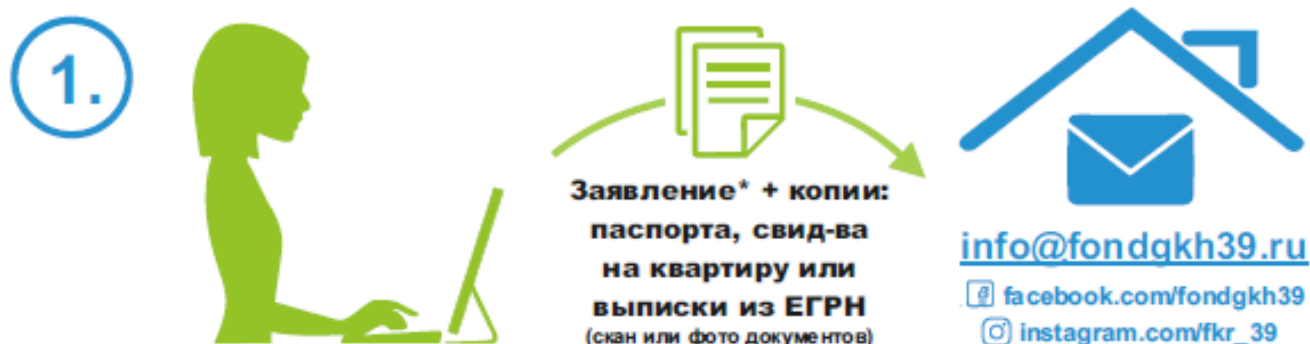 1.
Заявление* + копии:
паспорта, свид-ва
на квартиру или
выписки из ЕГРН
(скан или фото документов)
info@fondgkh39.ru
facebook.com/fondgkh39
instagram.com/fkr_39